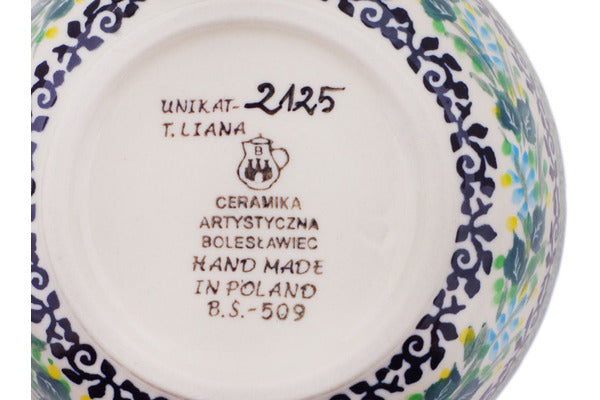 UNIKAT-2125
T. LIANA
B
CERAMIKA
ARTYSTYCZNA
BOLESŁAWIEC
HAND MADE
IN POLAND
B.S.-509